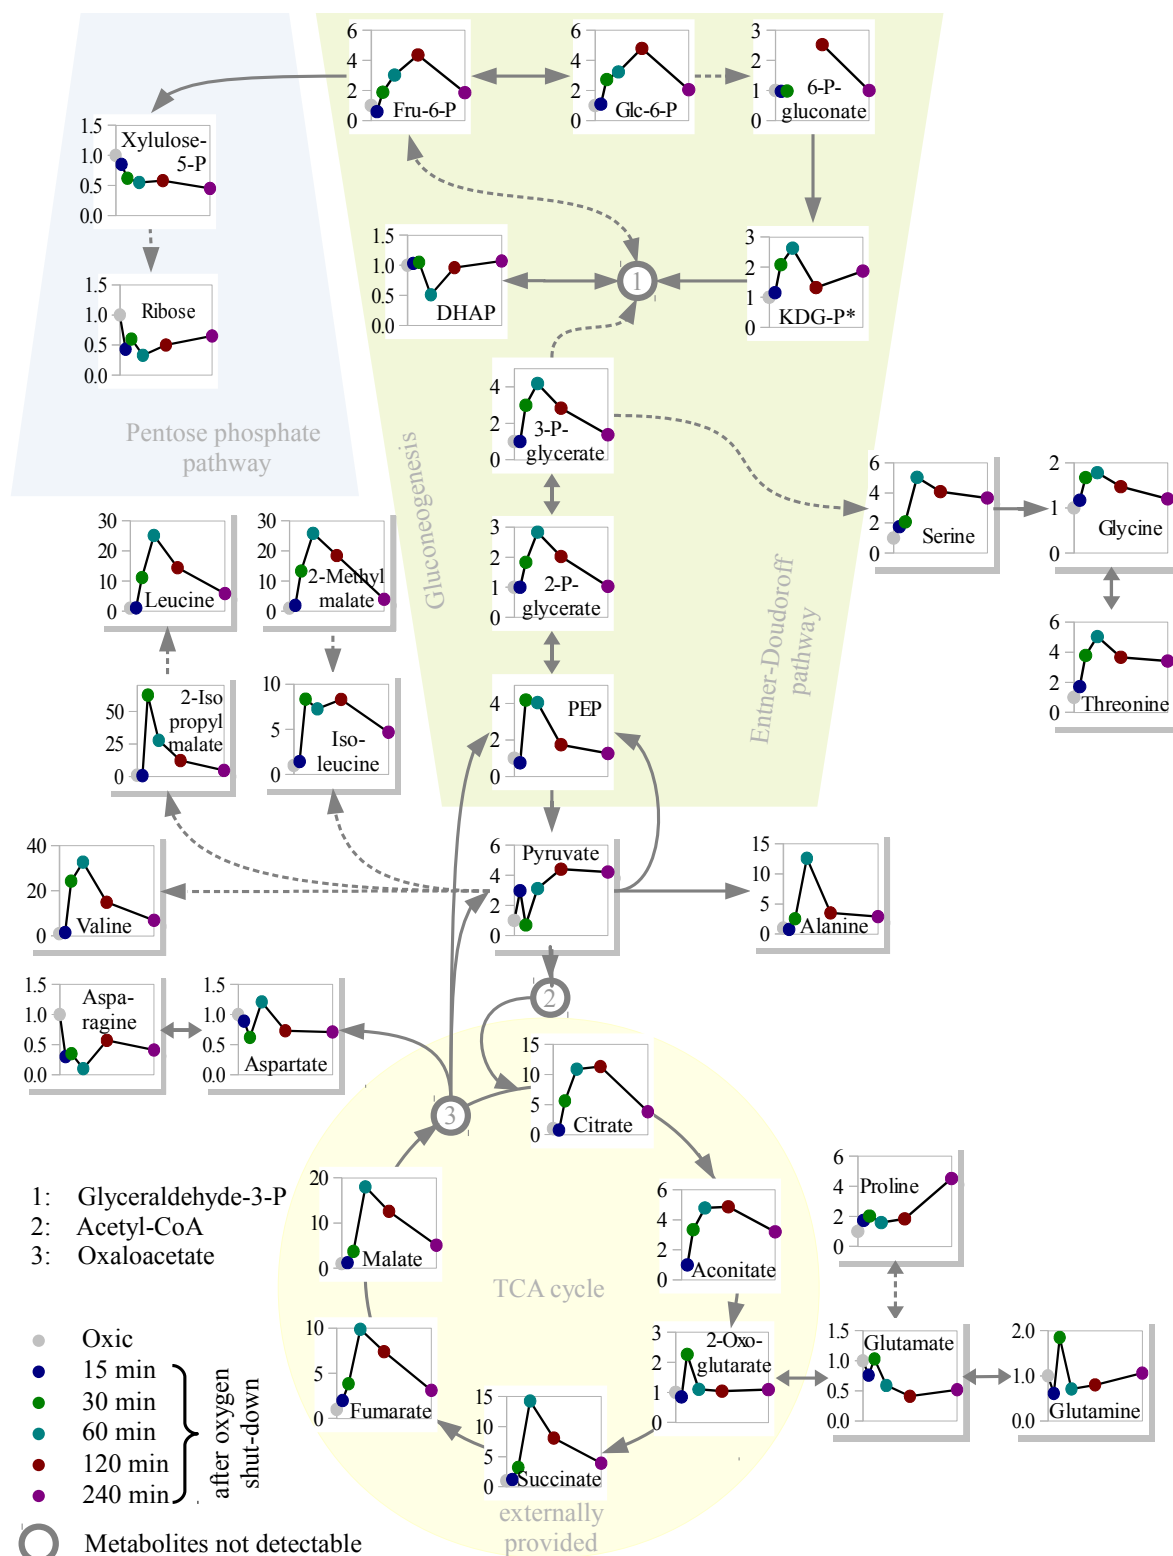 6
4
2
0
Fru-6-P
6
4
2
0
Glc-6-P
3
2
1
0
6-P-
gluconate
1.5
1.0
0.5
0.0
Xylulose-
5-P
1.5
1.0
0.5
0.0
DHAP
1
3
2
1
0
KDG-P*
1.5
1.0
0.5
0.0
Ribose
Pentose phosphate
pathway
Gluconeogenesis
4
2
0
3-P-
glycerate
6
4
2
0
Serine
2
1
0
Glycine
30
20
10
0
Leucine
30
20
10
0
2-Methyl
malate
3
2
1
0
2-P-
glycerate
Entner-Doudoroff
pathway
6
4
2
0
Threonine
50
25
0
2-Iso
propyl
malate
10
5
0
Iso-
leucine
4
2
0
PEP
40
20
0
Valine
6
4
2
0
Pyruvate
15
10
5
0
Alanine
1.5
1.0
0.5
0.0
Aspa-
ragine
1.5
1.0
0.5
0.0
Aspartate
2
15
10
5
0
Citrate
3
1: Glyceraldehyde-3-P
2: Acetyl-CoA
3: Oxaloacetate
20
10
0
Malate
6
4
2
0
Aconitate
6
4
2
0
Proline
TCA cycle
10
5
0
Fumarate
3
2
1
0
2-Oxo-
glutarate
1.5
1.0
0.5
0.0
Glutamate
2.0
1.0
0.0
Glutamine
15
10
5
0
Succinate
externally
provided
Oxic
15 min
30 min
60 min
120 min
240 min
after oxygen
shut-down
Metabolites not detectable